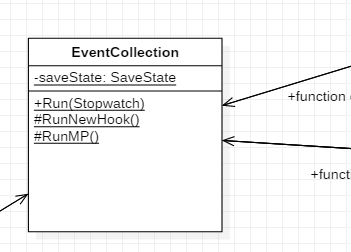 EventCollection
-saveState: SaveState
+Run(Stopwatch)
#RunNewHook()
#RunMP()
+function
+funct